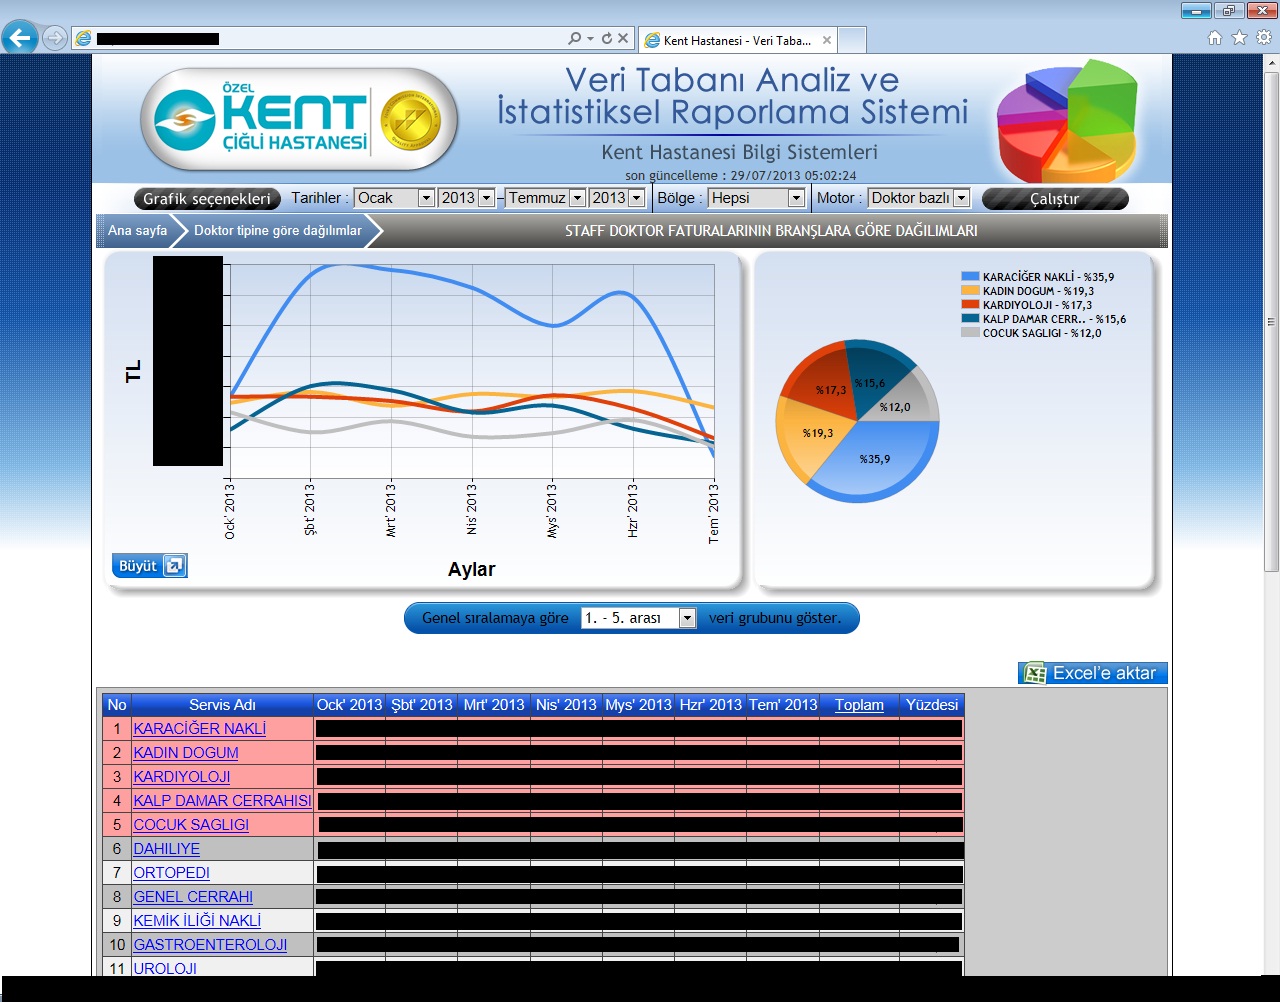 Kent Hastanesi - Veri Taba...
ÖZEL
KENT
ÇİĞLİ HASTANESİ
Veri Tabanı Analiz ve
İstatistiksel Raporlama Sistemi
Kent Hastanesi Bilgi Sistemleri
son güncelleme : 29/07/2013 05:02:24
Grafik seçenekleri Tarihler : Ocak 2013 – Temmuz 2013 Bölge : Hepsi Motor : Doktor bazlı Çalıştır
Ana sayfa Doktor tipine göre dağılımlar STAFF DOKTOR FATURALARININ BRANŞLARA GÖRE DAĞILIMLARI
TL
Ock' 2013
Şbt' 2013
Mrt' 2013
Nis' 2013
Mys' 2013
Hzr' 2013
Tem' 2013
Aylar
Büyüt
KARACİĞER NAKLİ - %35,9
KADIN DOGUM - %19,3
KARDIYOLOJI - %17,3
KALP DAMAR CERR.. - %15,6
COCUK SAGLIGI - %12,0
%15,6
%17,3
%12,0
%19,3
%35,9
Genel sıralamaya göre 1. - 5. arası veri grubunu göster.
Excel'e aktar
No Servis Adı Ock' 2013 Şbt' 2013 Mrt' 2013 Nis' 2013 Mys' 2013 Hzr' 2013 Tem' 2013 Toplam Yüzdesi
1 KARACİĞER NAKLİ
2 KADIN DOGUM
3 KARDIYOLOJI
4 KALP DAMAR CERRAHISI
5 COCUK SAGLIGI
6 DAHILIYE
7 ORTOPEDI
8 GENEL CERRAHI
9 KEMİK İLİĞİ NAKLİ
10 GASTROENTEROLOJI
11 UROLOJI